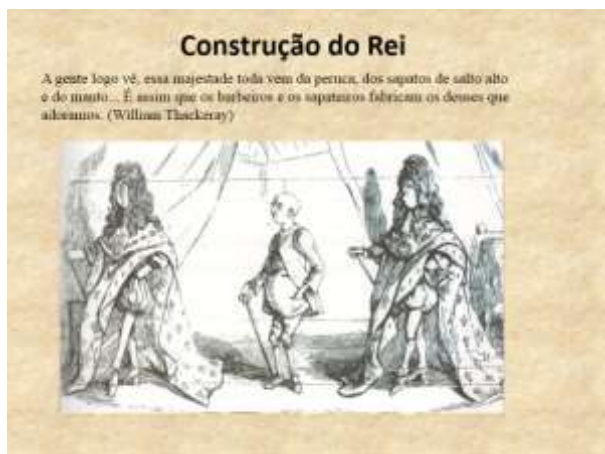 Construção do Rei
A gente logo vê, essa majestade toda vem da peruca, dos sapatos de salto alto
e do manto... É assim que os barbeiros e os sapateiros fabricam os deuses que
adoramos. (William Thackeray)